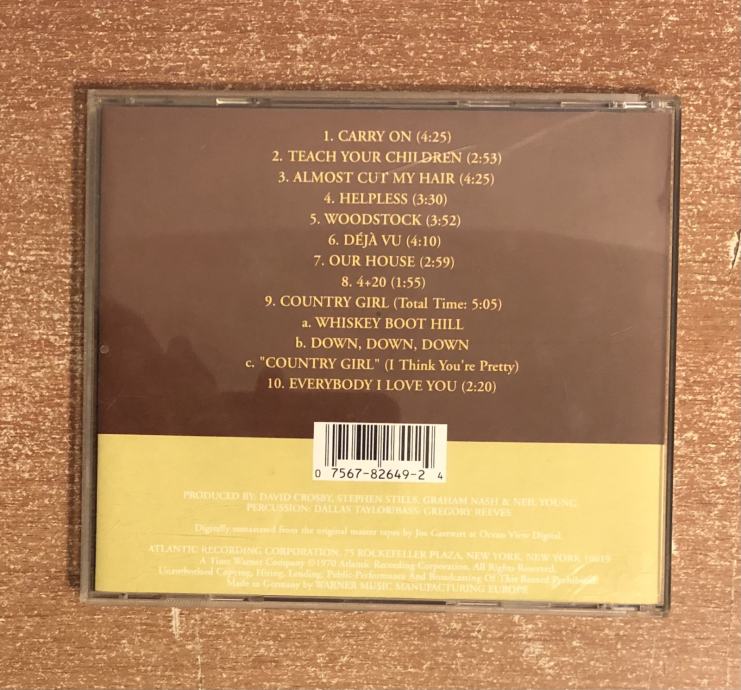 1. CARRY ON (4:25)
2. TEACH YOUR CHILDREN (2:53)
3. ALMOST CUT MY HAIR (4:25)
4. HELPLESS (3:30)
5. WOODSTOCK (3:52)
6. DÉJÀ VU (4:10)
7. OUR HOUSE (2:59)
8. 4+20 (1:55)
9. COUNTRY GIRL (Total Time: 5:05)
a. WHISKEY BOOT HILL
b. DOWN, DOWN, DOWN
c. "COUNTRY GIRL" (I Think You're Pretty)
10. EVERYBODY I LOVE YOU (2:20)
0 7567-82649-2 4
PRODUCED BY: DAVID CROSBY, STEPHEN STILLS, GRAHAM NASH & NEIL YOUNG
PERCUSSION: DALLAS TAYLOR/BASS: GREGORY REEVES
Digitally remastered from the original master tapes by Joe Gastwirt at Ocean View Digital.
ATLANTIC RECORDING CORPORATION, 75 ROCKEFELLER PLAZA, NEW YORK, NEW YORK 10019
A Time Warner Company ©1970 Atlantic Recording Corporation. All Rights Reserved.
Unauthorised Copying, Hiring, Lending, Public Performance And Broadcasting Of This Record Prohibited.
Made in Germany by WARNER MUSIC MANUFACTURING EUROPE